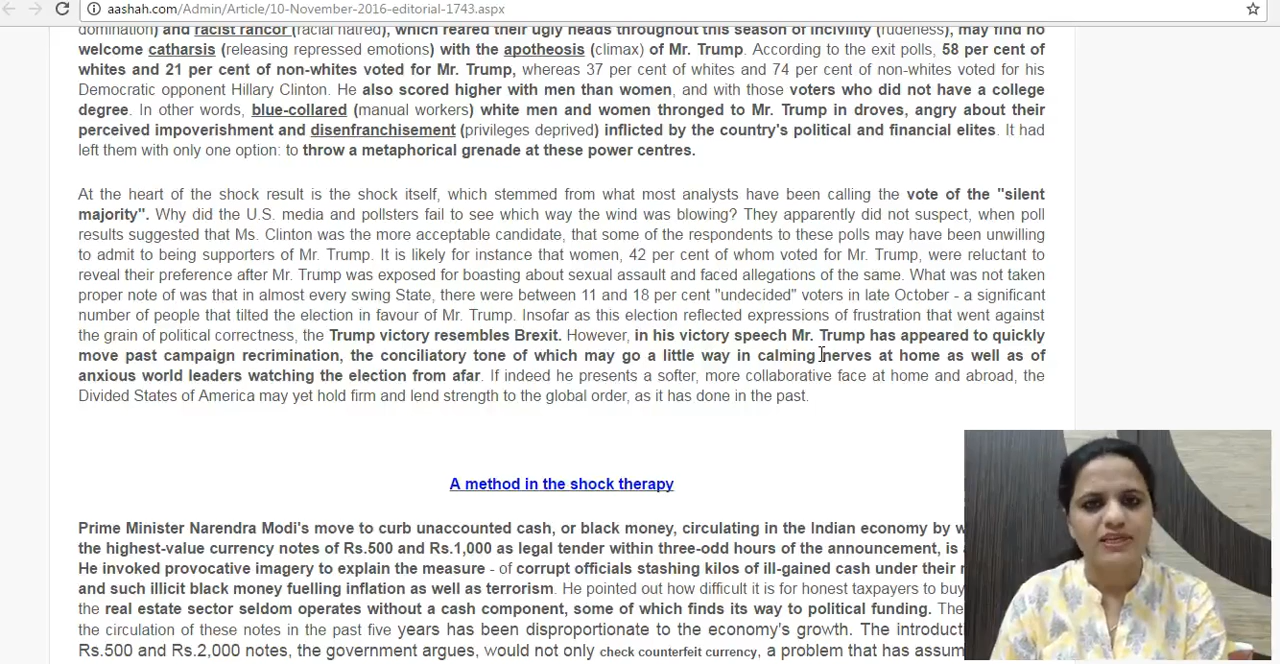 aashah.com/Admin/Article/10-November-2016-editorial-1743.aspx
domination) and racist rancor (racial hatred), which reared their ugly heads throughout this season of incivility (rudeness), may find no
welcome catharsis (releasing repressed emotions) with the apotheosis (climax) of Mr. Trump. According to the exit polls, 58 per cent of
whites and 21 per cent of non-whites voted for Mr. Trump, whereas 37 per cent of whites and 74 per cent of non-whites voted for his
Democratic opponent Hillary Clinton. He also scored higher with men than women, and with those voters who did not have a college
degree. In other words, blue-collared (manual workers) white men and women thronged to Mr. Trump in droves, angry about their
perceived impoverishment and disenfranchisement (privileges deprived) inflicted by the country's political and financial elites. It had
left them with only one option: to throw a metaphorical grenade at these power centres.
At the heart of the shock result is the shock itself, which stemmed from what most analysts have been calling the vote of the "silent
majority". Why did the U.S. media and pollsters fail to see which way the wind was blowing? They apparently did not suspect, when poll
results suggested that Ms. Clinton was the more acceptable candidate, that some of the respondents to these polls may have been unwilling
to admit to being supporters of Mr. Trump. It is likely for instance that women, 42 per cent of whom voted for Mr. Trump, were reluctant to
reveal their preference after Mr. Trump was exposed for boasting about sexual assault and faced allegations of the same. What was not taken
proper note of was that in almost every swing State, there were between 11 and 18 per cent "undecided" voters in late October - a significant
number of people that tilted the election in favour of Mr. Trump. Insofar as this election reflected expressions of frustration that went against
the grain of political correctness, the Trump victory resembles Brexit. However, in his victory speech Mr. Trump has appeared to quickly
move past campaign recrimination, the conciliatory tone of which may go a little way in calming nerves at home as well as of
anxious world leaders watching the election from afar. If indeed he presents a softer, more collaborative face at home and abroad, the
Divided States of America may yet hold firm and lend strength to the global order, as it has done in the past.
A method in the shock therapy
Prime Minister Narendra Modi's move to curb unaccounted cash, or black money, circulating in the Indian economy by
the highest-value currency notes of Rs.500 and Rs.1,000 as legal tender within three-odd hours of the announcement, is
He invoked provocative imagery to explain the measure - of corrupt officials stashing kilos of ill-gained cash under their
and such illicit black money fuelling inflation as well as terrorism. He pointed out how difficult it is for honest taxpayers to buy
the real estate sector seldom operates without a cash component, some of which finds its way to political funding. The
the circulation of these notes in the past five years has been disproportionate to the economy's growth. The
Rs.500 and Rs.2,000 notes, the government argues, would not only check counterfeit currency, a problem that has